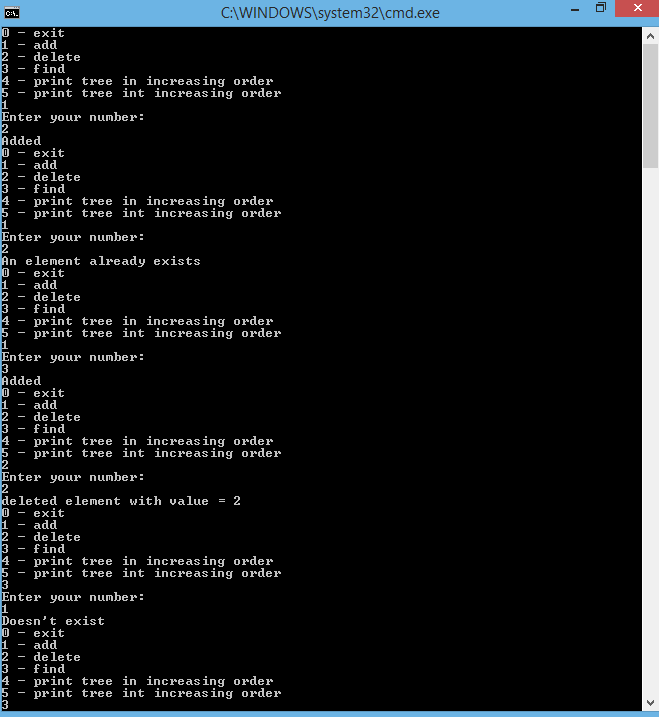 C:\WINDOWS\system32\cmd.exe
0 - exit
1 - add
2 - delete
3 - find
4 - print tree in increasing order
5 - print tree int increasing order
1
Enter your number:
2
Added
0 - exit
1 - add
2 - delete
3 - find
4 - print tree in increasing order
5 - print tree int increasing order
1
Enter your number:
2
An element already exists
0 - exit
1 - add
2 - delete
3 - find
4 - print tree in increasing order
5 - print tree int increasing order
1
Enter your number:
3
Added
0 - exit
1 - add
2 - delete
3 - find
4 - print tree in increasing order
5 - print tree int increasing order
2
Enter your number:
2
deleted element with value = 2
0 - exit
1 - add
2 - delete
3 - find
4 - print tree in increasing order
5 - print tree int increasing order
3
Enter your number:
1
Doesn't exist
0 - exit
1 - add
2 - delete
3 - find
4 - print tree in increasing order
5 - print tree int increasing order
3